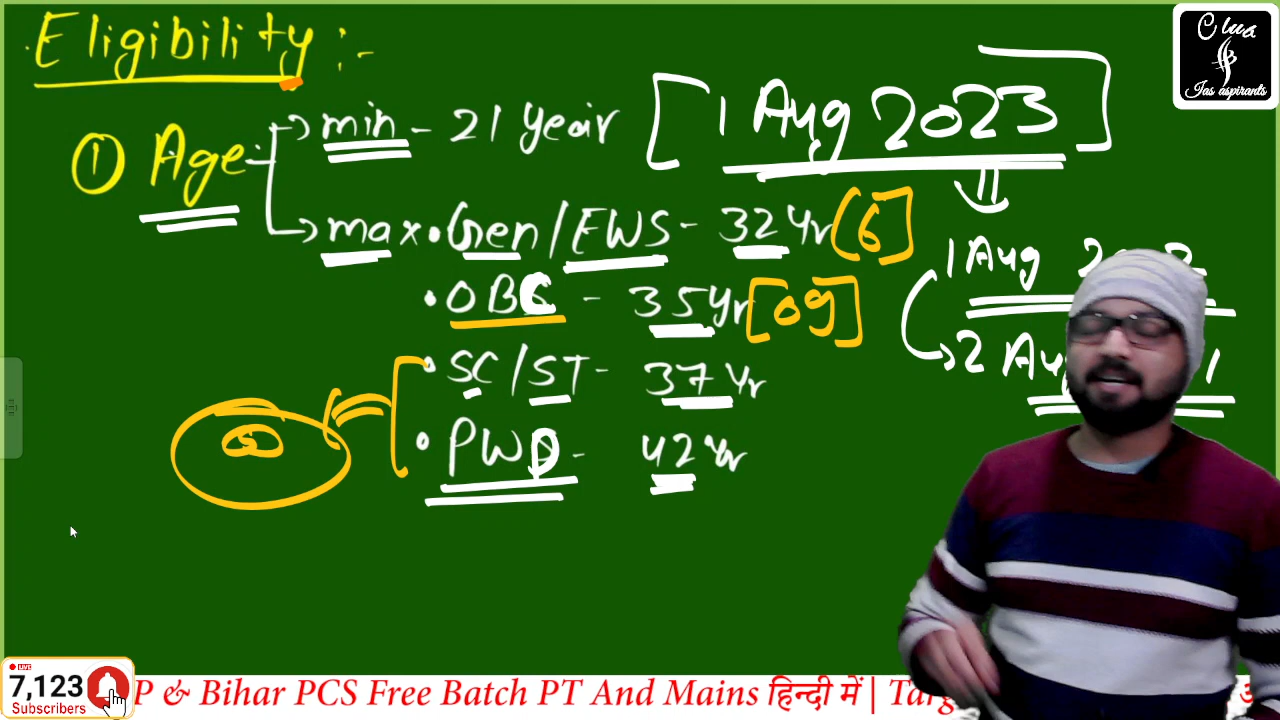 Eligibility :-
① Age :-
min - 21 year
[1 Aug 2023]
max • Gen / EWS - 32 Yr [6]
• OBC - 35 yr [09]
• SC / ST - 37 Yr
• PWD - 42 Yr
1 Aug
2
Clua
Ias aspirants
LIVE
7,123
Subscribers
P & Bihar PCS Free Batch PT And Mains हिन्दी में |